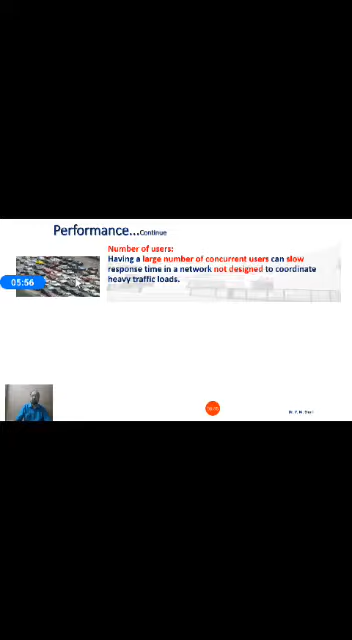 Performance...Continue
Number of users:
Having a large number of concurrent users can slow
response time in a network not designed to coordinate
heavy traffic loads.
05:56